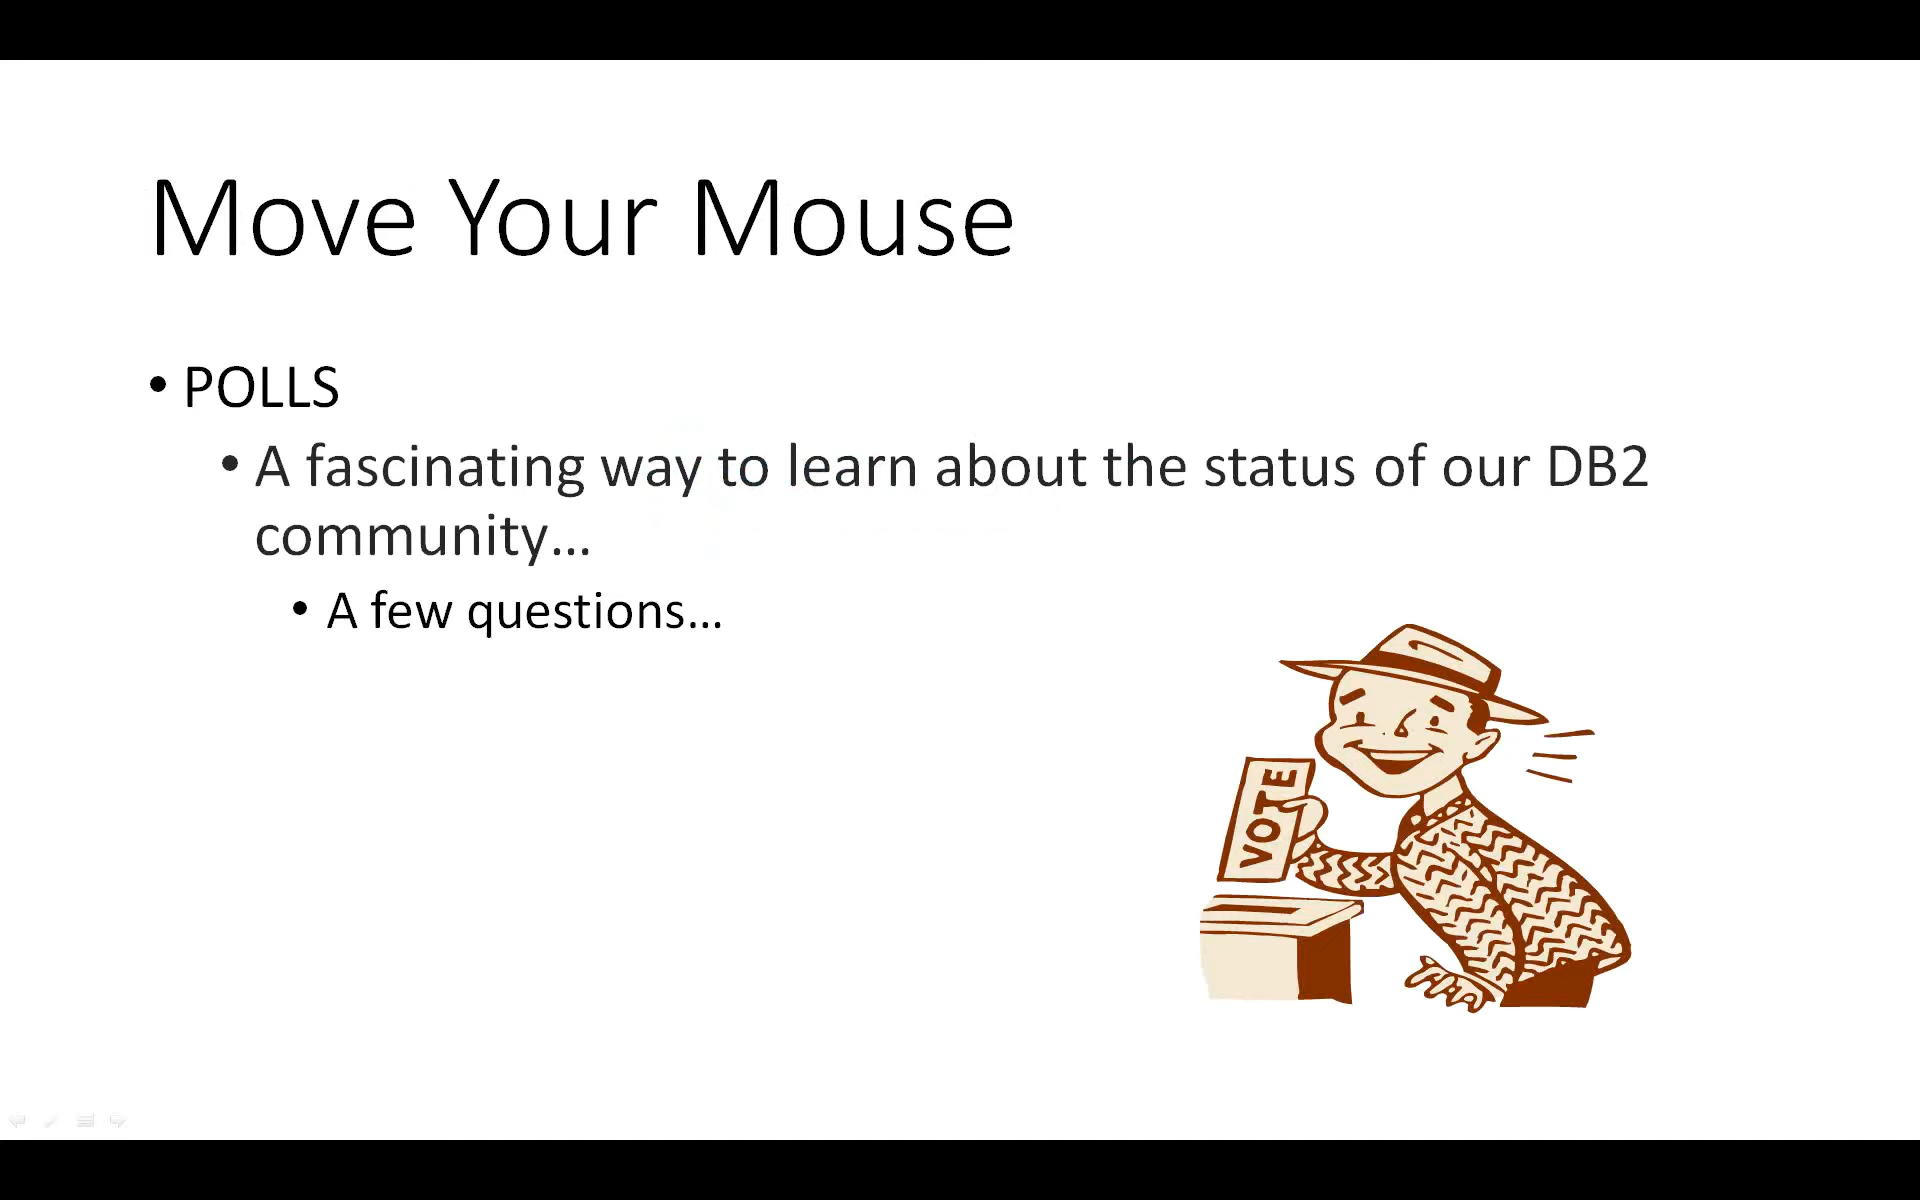 Move Your Mouse
• POLLS
• A fascinating way to learn about the status of our DB2
community…
• A few questions…
VOTE